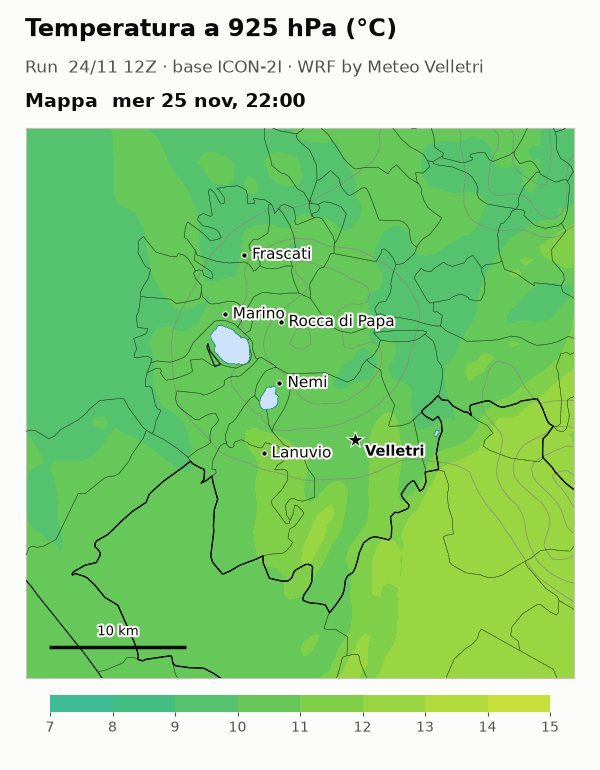 Temperatura a 925 hPa (°C)
Run  24/11 12Z · base ICON-2I · WRF by Meteo Velletri
Mappa  mer 25 nov, 22:00
Frascati
Marino
Rocca di Papa
Nemi
Velletri
Lanuvio
10 km
7 8 9 10 11 12 13 14 15